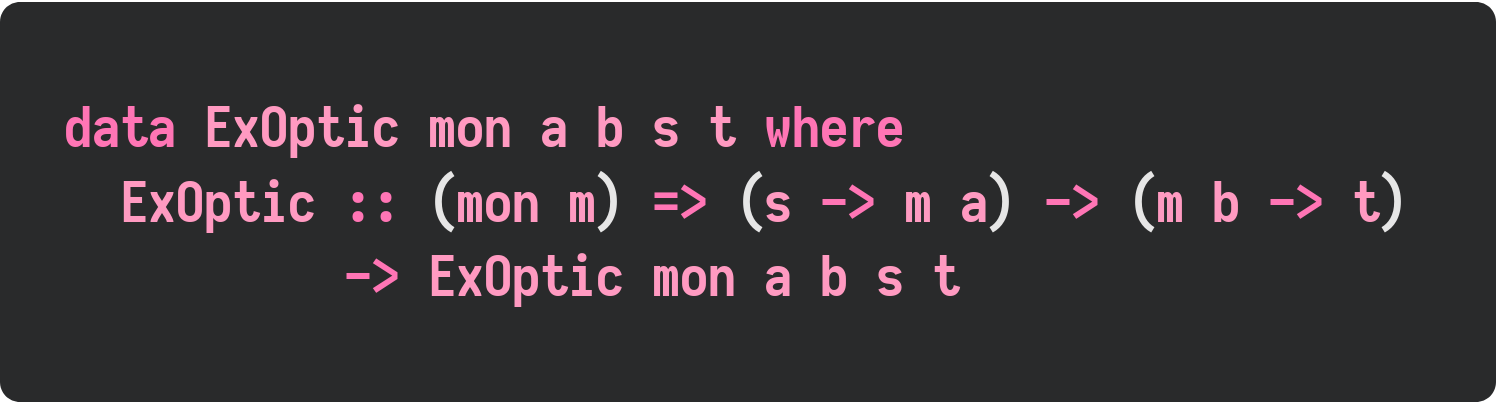 data ExOptic mon a b s t where
  ExOptic :: (mon m) => (s -> m a) -> (m b -> t)
          -> ExOptic mon a b s t